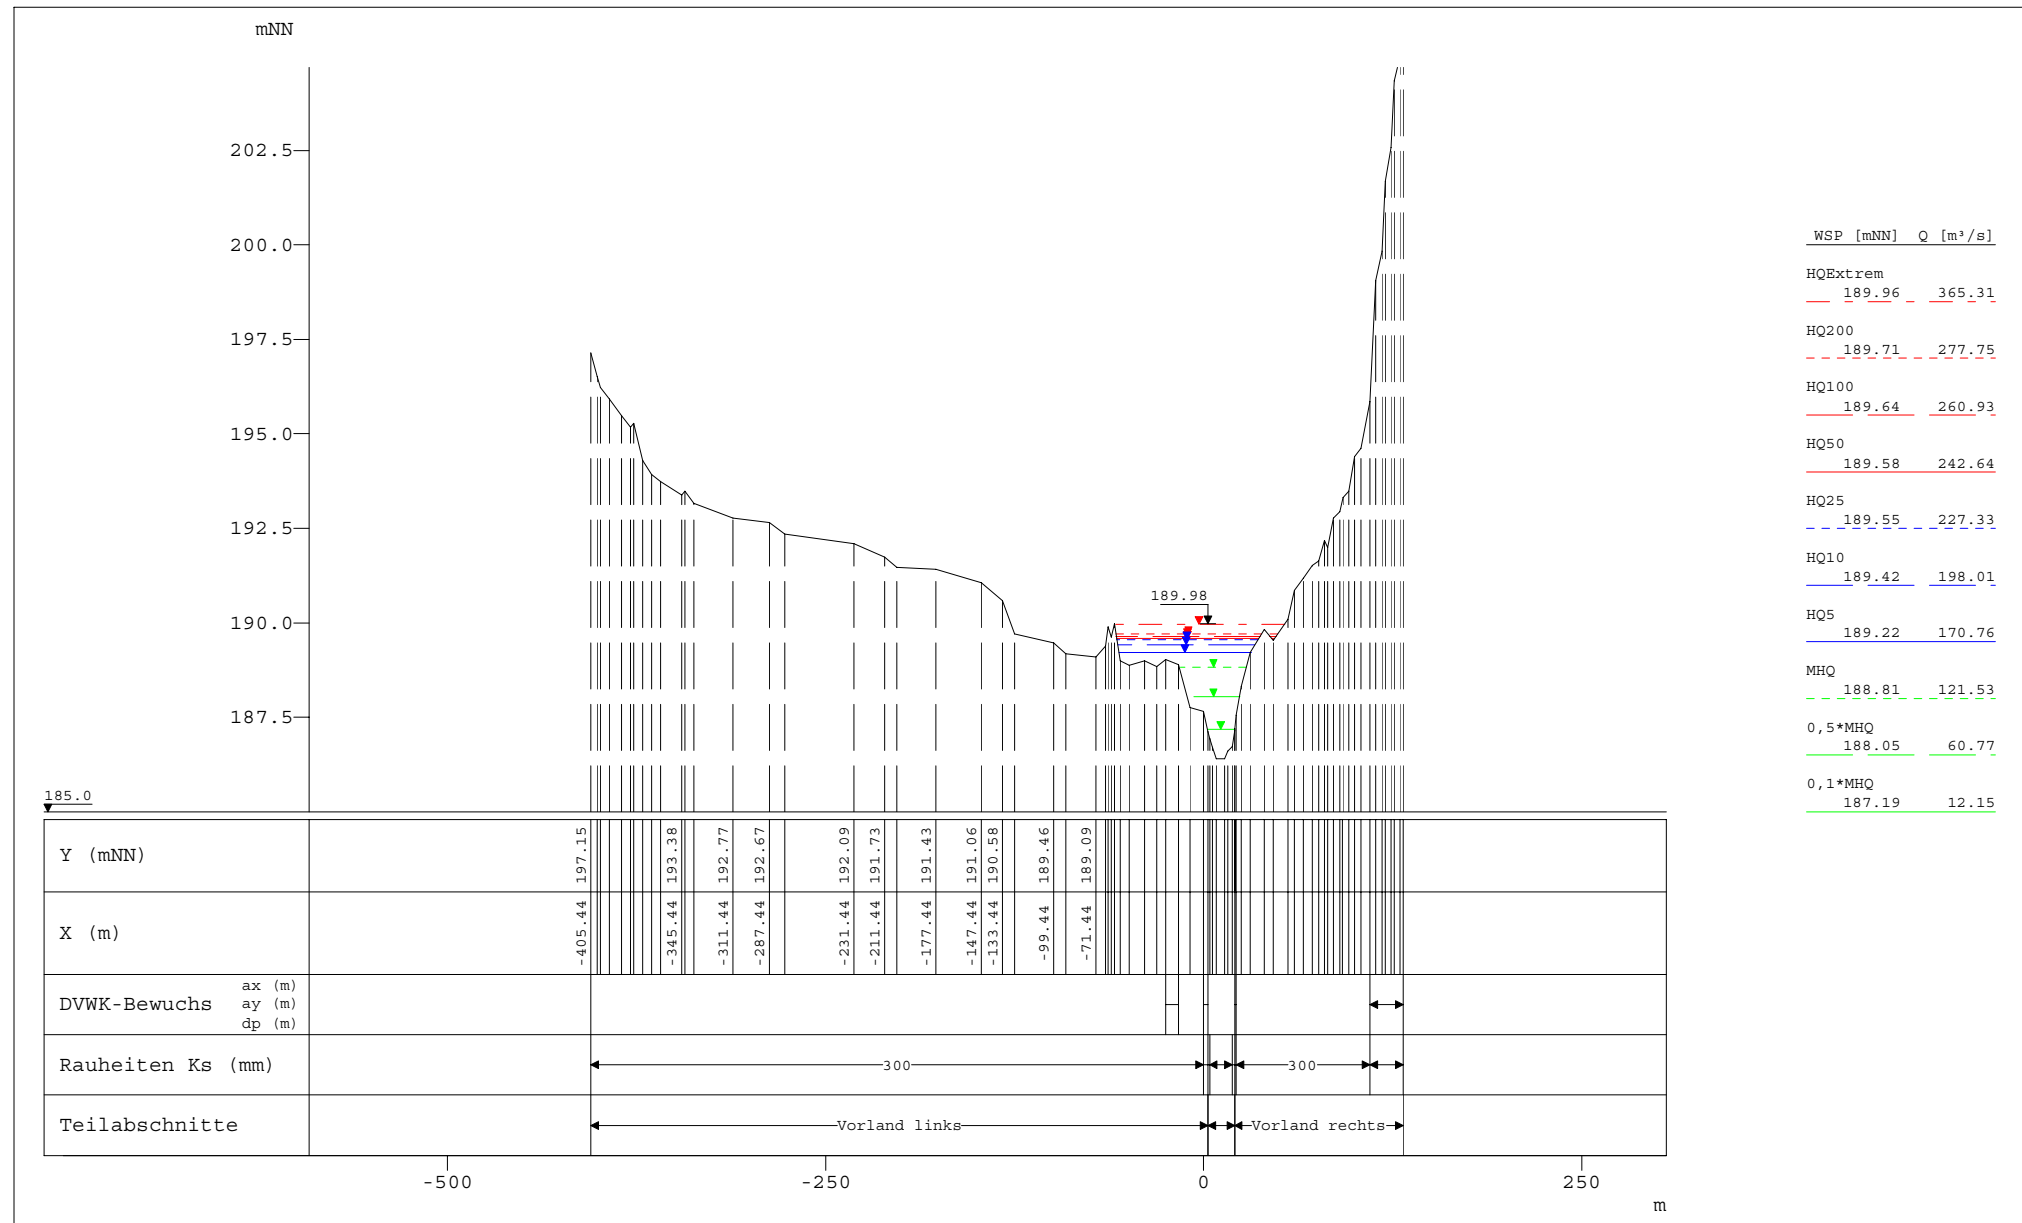 mNN
202.5
200.0
197.5
195.0
192.5
190.0
187.5
189.98
185.0
WSP [mNN] Q [m³/s]
HQExtrem
189.96 365.31
HQ200
189.71 277.75
HQ100
189.64 260.93
HQ50
189.58 242.64
HQ25
189.55 227.33
HQ10
189.42 198.01
HQ5
189.22 170.76
MHQ
188.81 121.53
0,5*MHQ
188.05 60.77
0,1*MHQ
187.19 12.15
Y (mNN) 197.15 193.38 192.77 192.67 192.09 191.73 191.43 191.06 190.58 189.46 189.09
X (m) -405.44 -345.44 -311.44 -287.44 -231.44 -211.44 -177.44 -147.44 -133.44 -99.44 -71.44
DVWK-Bewuchs
ax (m)
ay (m)
dp (m)
Rauheiten Ks (mm) 300 300
Teilabschnitte Vorland links Vorland rechts
-500 -250 0 250
m